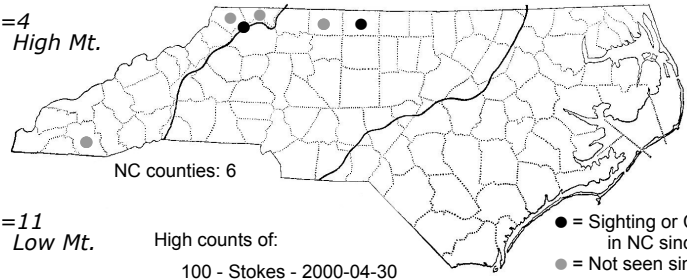 =4
High Mt.
NC counties: 6
=11
Low Mt.
High counts of:
100 - Stokes - 2000-04-30
● = Sighting or
in NC sinc
● = Not seen sin